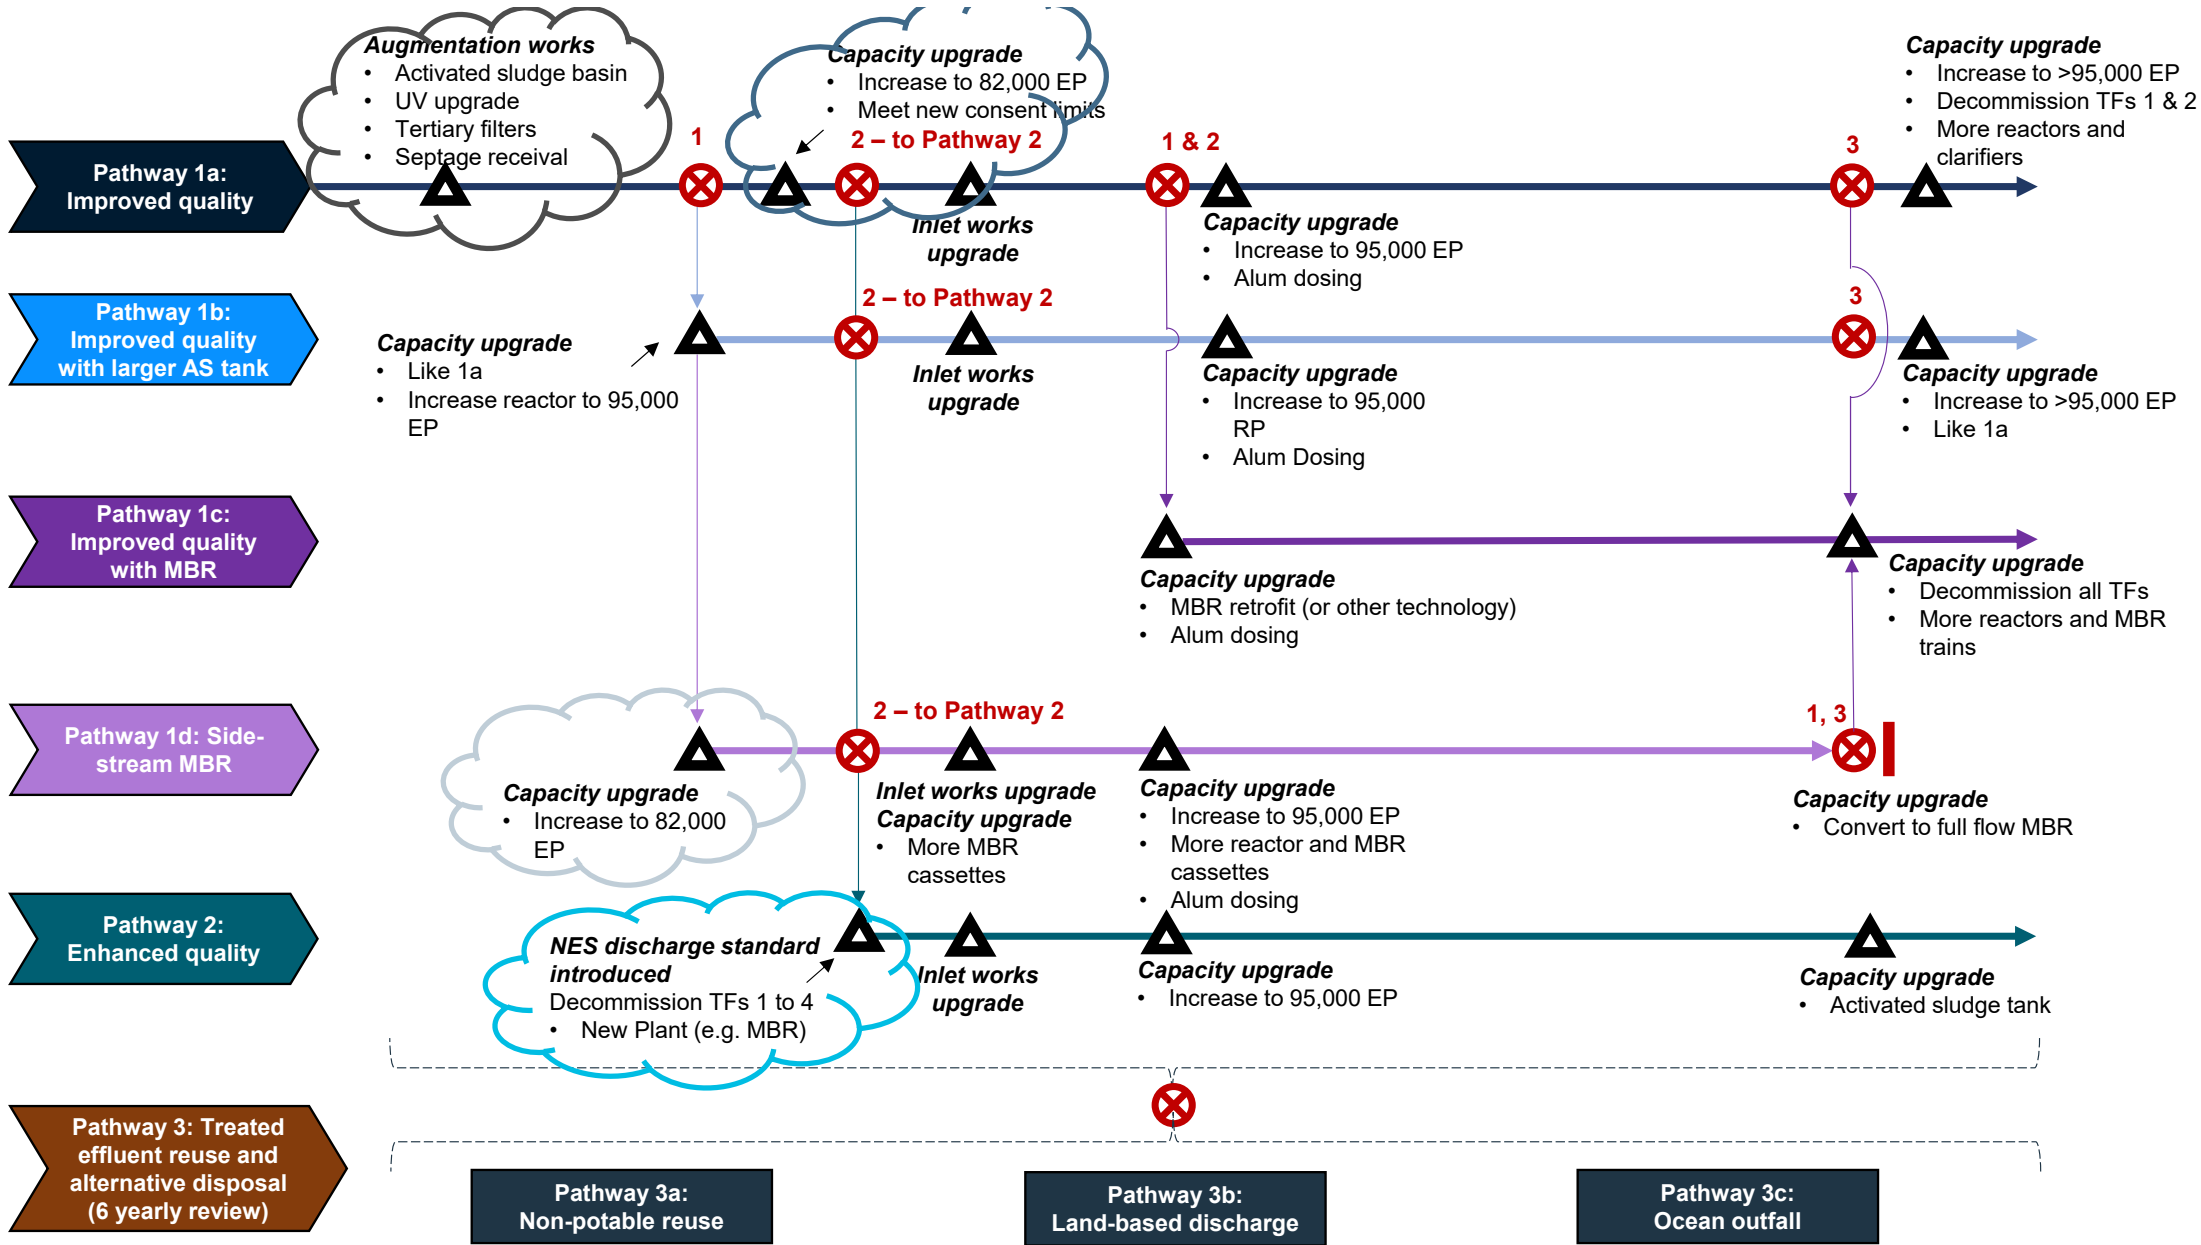 Augmentation works
• Activated sludge basin
• UV upgrade
• Tertiary filters
• Septage receival
Capacity upgrade
• Increase to 82,000 EP
• Meet new consent limits
Capacity upgrade
• Increase to >95,000 EP
• Decommission TFs 1 & 2
• More reactors and
clarifiers
1
2 – to Pathway 2
1 & 2
3
Pathway 1a:
Improved quality
Inlet works
upgrade
Capacity upgrade
• Increase to 95,000 EP
• Alum dosing
Pathway 1b:
Improved quality
with larger AS tank
2 – to Pathway 2
3
Capacity upgrade
• Like 1a
• Increase reactor to 95,000
EP
Inlet works
upgrade
Capacity upgrade
• Increase to 95,000
RP
• Alum Dosing
Capacity upgrade
• Increase to >95,000 EP
• Like 1a
Pathway 1c:
Improved quality
with MBR
Capacity upgrade
• MBR retrofit (or other technology)
• Alum dosing
Capacity upgrade
• Decommission all TFs
• More reactors and MBR
trains
Pathway 1d: Side-
stream MBR
2 – to Pathway 2
1, 3
Capacity upgrade
• Increase to 82,000
EP
Inlet works upgrade
Capacity upgrade
• More MBR
cassettes
Capacity upgrade
• Increase to 95,000 EP
• More reactor and MBR
cassettes
• Alum dosing
Capacity upgrade
• Convert to full flow MBR
Pathway 2:
Enhanced quality
NES discharge standard
introduced
Decommission TFs 1 to 4
• New Plant (e.g. MBR)
Inlet works
upgrade
Capacity upgrade
• Increase to 95,000 EP
Capacity upgrade
• Activated sludge tank
Pathway 3: Treated
effluent reuse and
alternative disposal
(6 yearly review)
Pathway 3a:
Non-potable reuse
Pathway 3b:
Land-based discharge
Pathway 3c:
Ocean outfall